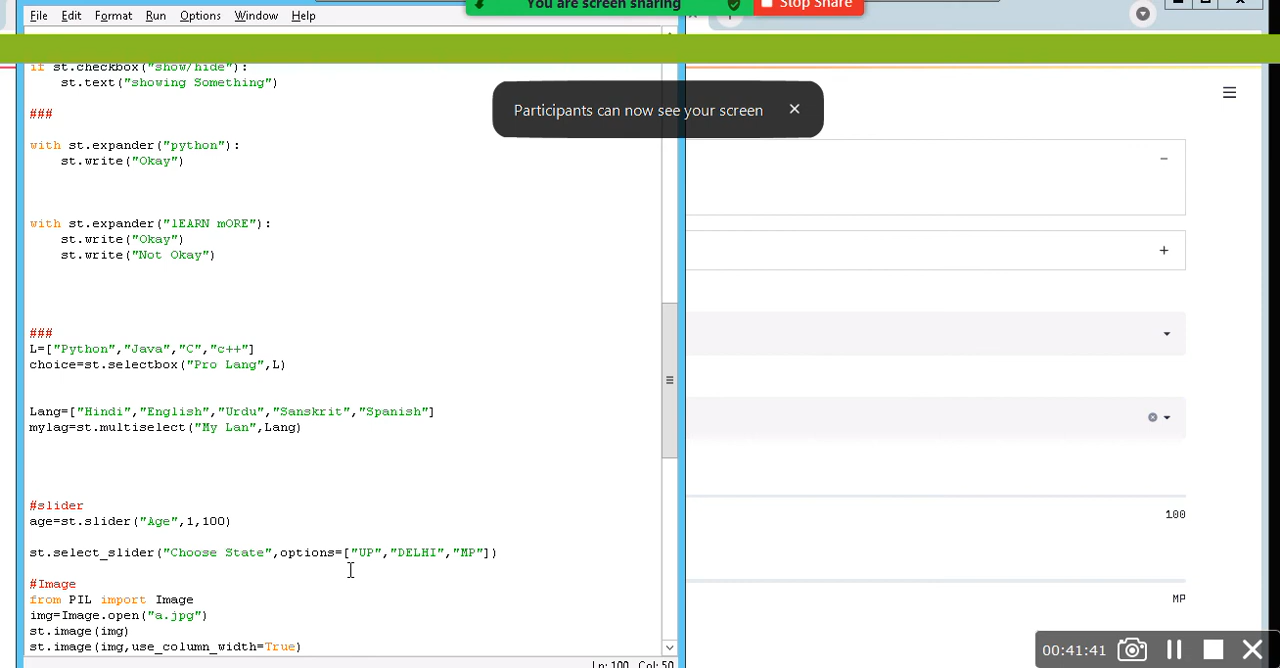 You are screen sharing
Stop Share
File Edit Format Run Options Window Help
if st.checkbox("show/hide"):
st.text("showing Something")
Participants can now see your screen
###
with st.expander("python"):
st.write("Okay")
with st.expander("lEARN mORE"):
st.write("Okay")
st.write("Not Okay")
###
L=["Python","Java","C","c++"]
choice=st.selectbox("Pro Lang",L)
Lang=["Hindi","English","Urdu","Sanskrit","Spanish"]
mylag=st.multiselect("My Lan",Lang)
#slider
age=st.slider("Age",1,100)
100
st.select_slider("Choose State",options=["UP","DELHI","MP"])
#Image
from PIL import Image
MP
img=Image.open("a.jpg")
st.image(img)
st.image(img,use_column_width=True)
00:41:41
Ln: 100 Col: 50